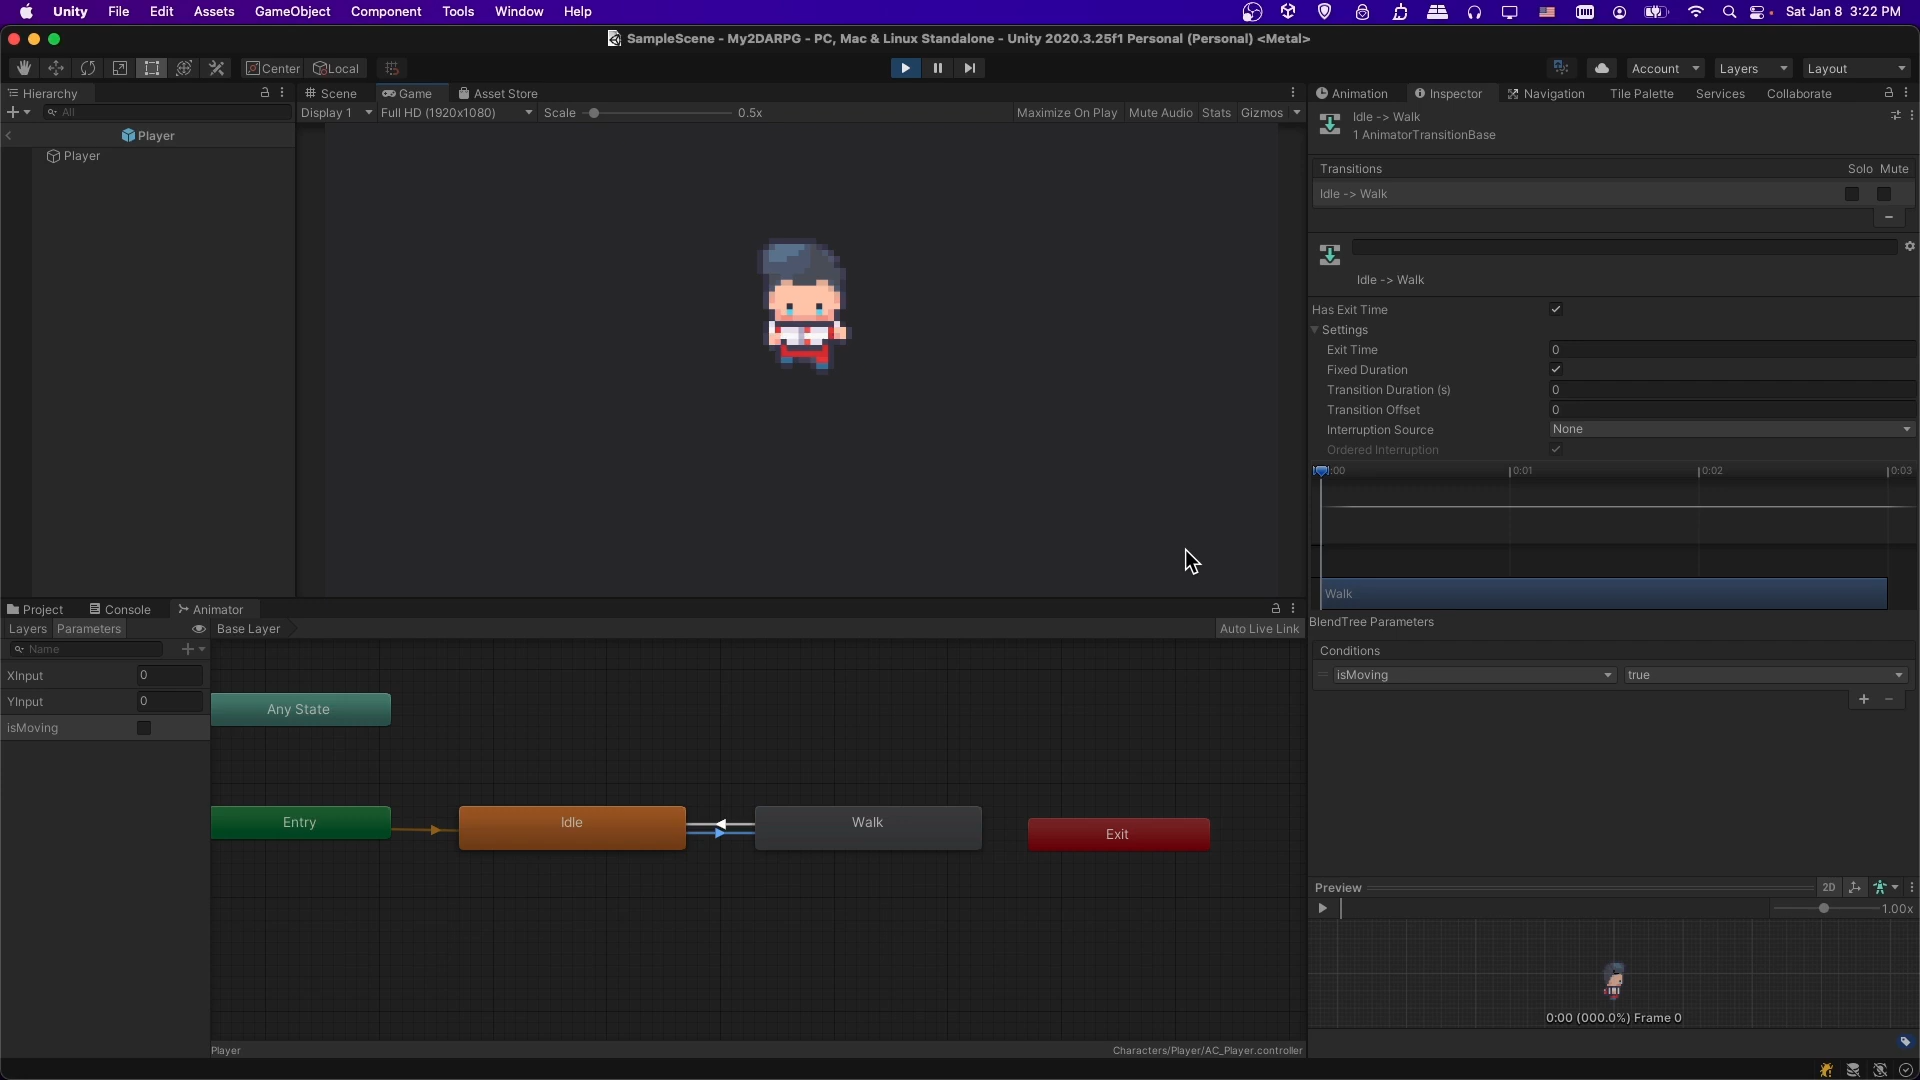 Unity File Edit Assets GameObject Component Tools Window Help Sat Jan 8 3:22 PM
SampleScene - My2DARPG - PC, Mac & Linux Standalone - Unity 2020.3.25f1 Personal (Personal) <Metal>
Center Local Account Layers Layout
Hierarchy Scene Game Asset Store Animation Inspector Navigation Tile Palette Services Collaborate
All Display 1 Full HD (1920x1080) Scale 0.5x Maximize On Play Mute Audio Stats Gizmos
Idle -> Walk
1 AnimatorTransitionBase
Player
Player
Transitions Solo Mute
Idle -> Walk
Idle -> Walk
Has Exit Time
Settings
Exit Time 0
Fixed Duration
Transition Duration (s) 0
Transition Offset 0
Interruption Source None
Ordered Interruption
:00 0:01 0:02 0:03
Walk
BlendTree Parameters
Conditions
isMoving true
Project Console Animator
Layers Parameters Base Layer Auto Live Link
Name
XInput 0
YInput 0
isMoving
Any State
Entry Idle Walk Exit
Preview 2D
1.00x
0:00 (000.0%) Frame 0
Player Characters/Player/AC_Player.controller